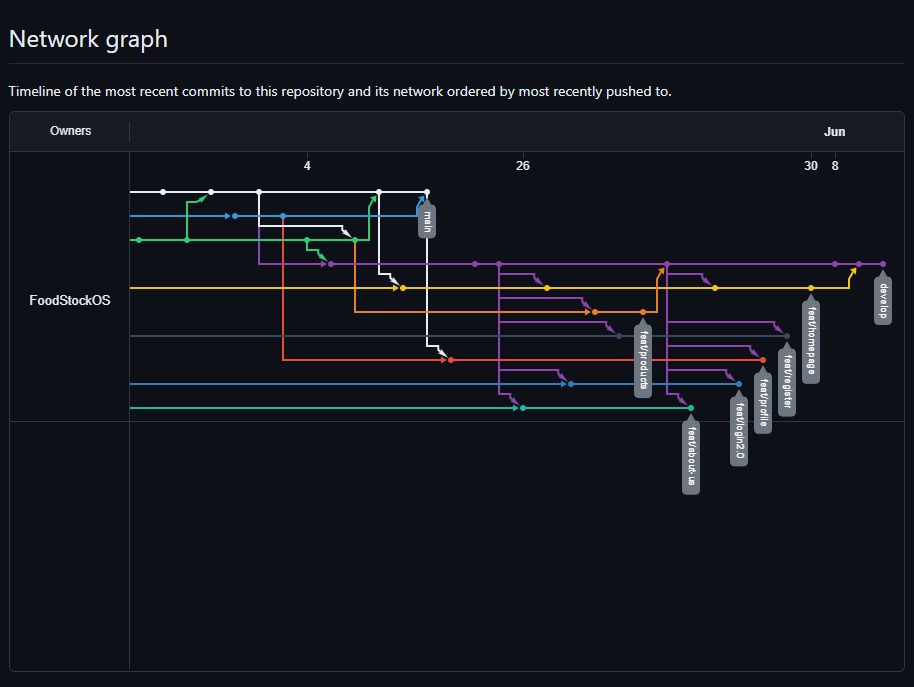 Network graph
Timeline of the most recent commits to this repository and its network ordered by most recently pushed to.
Owners
Jun
4
26
30
8
FoodStockOS
main
develop
feat/homepage
feat/products
feat/register
feat/profile
feat/login2.0
feat/about-us